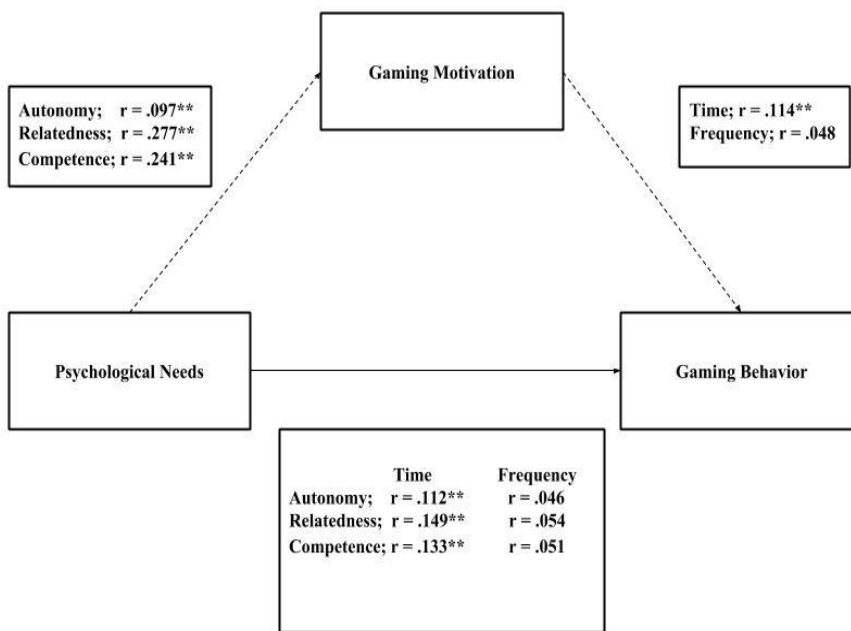 Gaming Motivation
Autonomy; r = .097**
Relatedness; r = .277**
Competence; r = .241**
Time; r = .114**
Frequency; r = .048
Psychological Needs
Gaming Behavior
Time Frequency
Autonomy; r = .112** r = .046
Relatedness; r = .149** r = .054
Competence; r = .133** r = .051